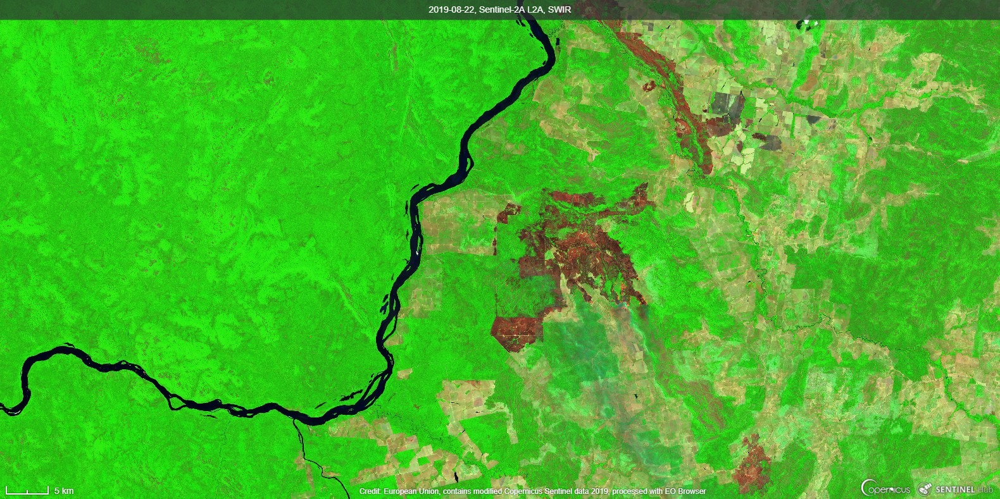 2019-08-22, Sentinel-2A L2A, SWIR
5 km
Credit: European Union, contains modified Copernicus Sentinel data 2019, processed with EO Browser
Copernicus
SENTINEL Hub